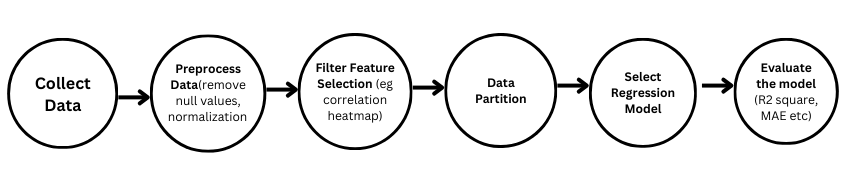 Collect
Data
Preprocess
Data(remove
null values,
normalization
Filter Feature
Selection (eg
correlation
heatmap)
Data
Partition
Select
Regression
Model
Evaluate
the model
(R2 square,
MAE etc)